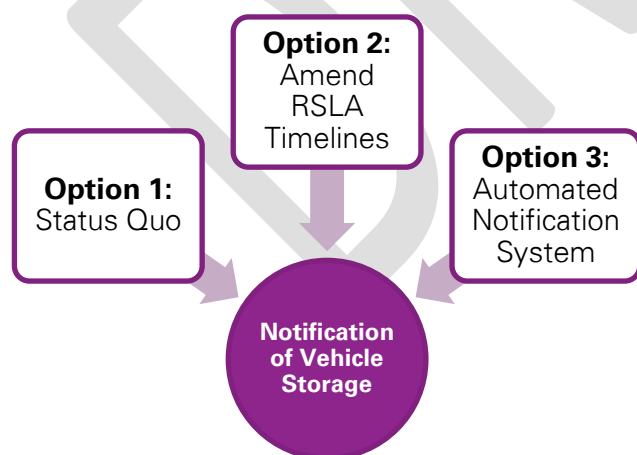 Option 1:
Status Quo
Option 2:
Amend
RSLA
Timelines
Option 3:
Automated
Notification
System
Notification
of Vehicle
Storage